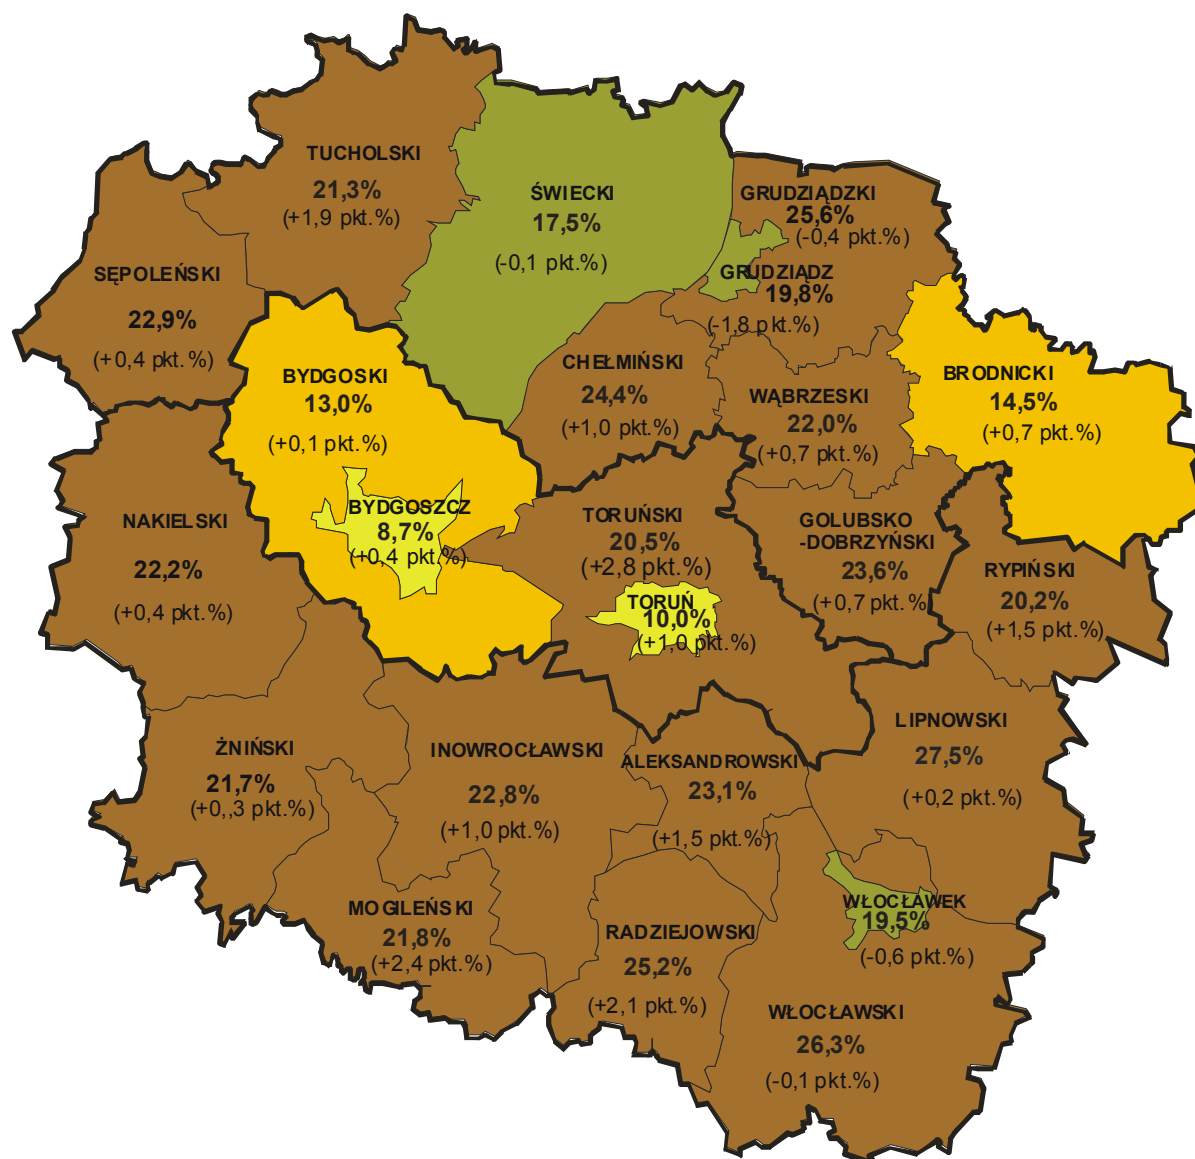 TUCHOLSKI
21,3%
(+1,9 pkt.%)
ŚWIECKI
17,5%
(-0,1 pkt.%)
GRUDZIĄDZKI
25,6%
(-0,4 pkt.%)
GRUDZIĄDZ
19,8%
(-1,8 pkt.%)
SĘPOLEŃSKI
22,9%
(+0,4 pkt.%)
BYDGOSKI
13,0%
(+0,1 pkt.%)
CHEŁMIŃSKI
24,4%
(+1,0 pkt.%)
WĄBRZESKI
22,0%
(+0,7 pkt.%)
BRODNICKI
14,5%
(+0,7 pkt.%)
NAKIELSKI
22,2%
(+0,4 pkt.%)
BYDGOSZCZ
8,7%
(+0,4 pkt.%)
TORUŃSKI
20,5%
(+2,8 pkt.%)
TORUŃ
10,0%
(+1,0 pkt.%)
GOLUBSKO
-DOBRZYŃSKI
23,6%
(+0,7 pkt.%)
RYPIŃSKI
20,2%
(+1,5 pkt.%)
ŻNIŃSKI
21,7%
(+0,,3 pkt.%)
INOWROCŁAWSKI
22,8%
(+1,0 pkt.%)
ALEKSANDROWSKI
23,1%
(+1,5 pkt.%)
LIPNOWSKI
27,5%
(+0,2 pkt.%)
MOGILEŃSKI
21,8%
(+2,4 pkt.%)
RADZIEJOWSKI
25,2%
(+2,1 pkt.%)
WŁOCŁAWEK
19,5%
(-0,6 pkt.%)
WŁOCŁAWSKI
26,3%
(-0,1 pkt.%)